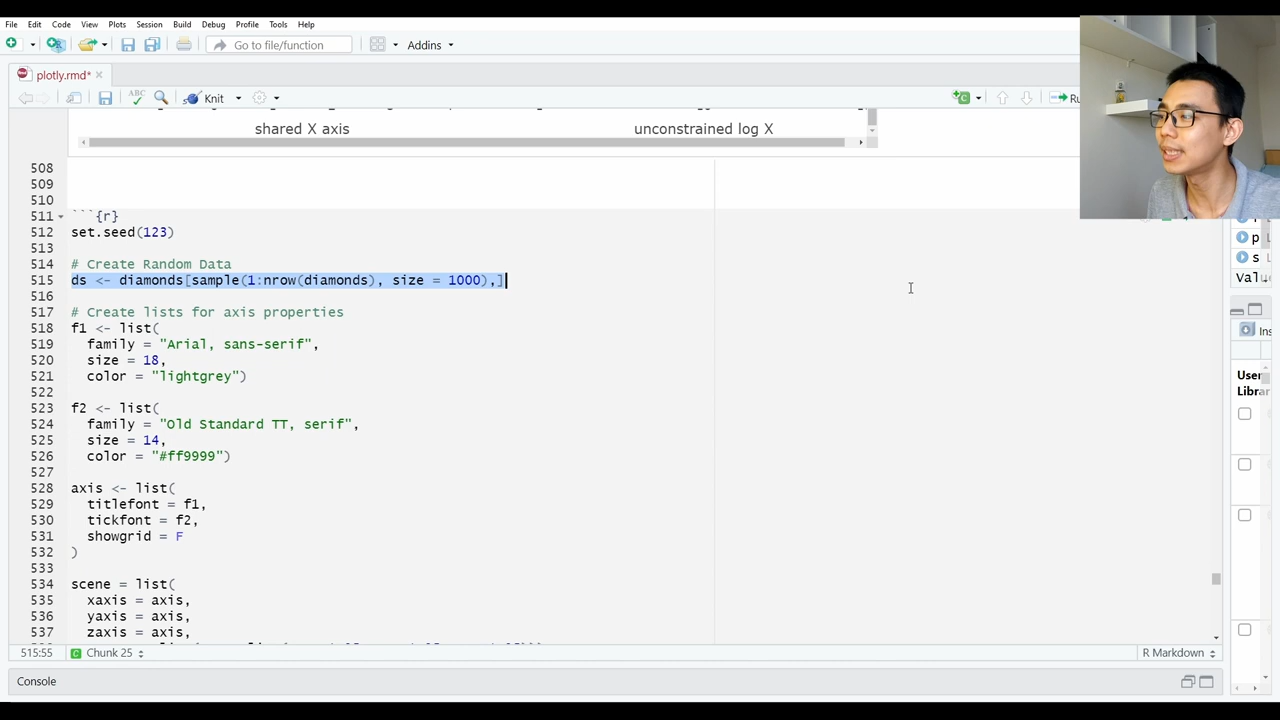 File Edit Code View Plots Session Build Debug Profile Tools Help
Go to file/function Addins
plotly.rmd*
ABC Knit Ru
shared X axis unconstrained log X
508
509
510
511 ```{r}
512 set.seed(123)
513
514 # Create Random Data
515 ds <- diamonds[sample(1:nrow(diamonds), size = 1000),]
516
517 # Create lists for axis properties
518 f1 <- list(
519 family = "Arial, sans-serif",
520 size = 18,
521 color = "lightgrey")
522
523 f2 <- list(
524 family = "Old Standard TT, serif",
525 size = 14,
526 color = "#ff9999")
527
528 axis <- list(
529 titlefont = f1,
530 tickfont = f2,
531 showgrid = F
532 )
533
534 scene = list(
535 xaxis = axis,
536 yaxis = axis,
537 zaxis = axis,
515:55 Chunk 25 R Markdown
Console
p
s
Val
Ins
User
Libra